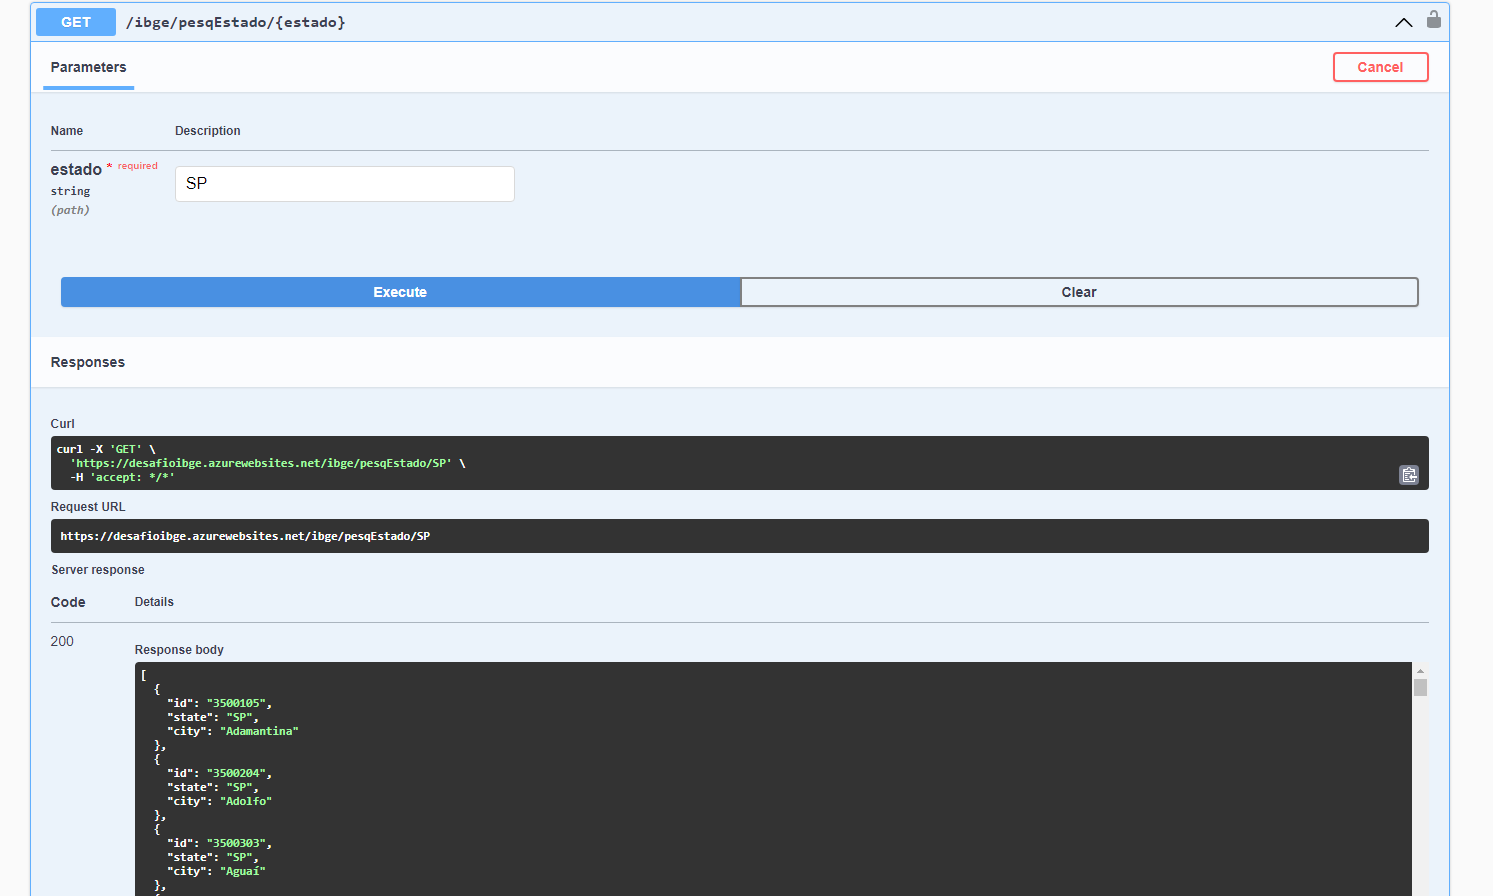 GET /ibge/pesqEstado/{estado}
Parameters
Cancel
Name Description
estado * required
string
(path)
SP
Execute Clear
Responses
Curl
curl -X 'GET' \
'https://desafioibge.azurewebsites.net/ibge/pesqEstado/SP' \
-H 'accept: */*'
Request URL
https://desafioibge.azurewebsites.net/ibge/pesqEstado/SP
Server response
Code Details
200
Response body
[
{
"id": "3500105",
"state": "SP",
"city": "Adamantina"
},
{
"id": "3500204",
"state": "SP",
"city": "Adolfo"
},
{
"id": "3500303",
"state": "SP",
"city": "Aguaí"
},